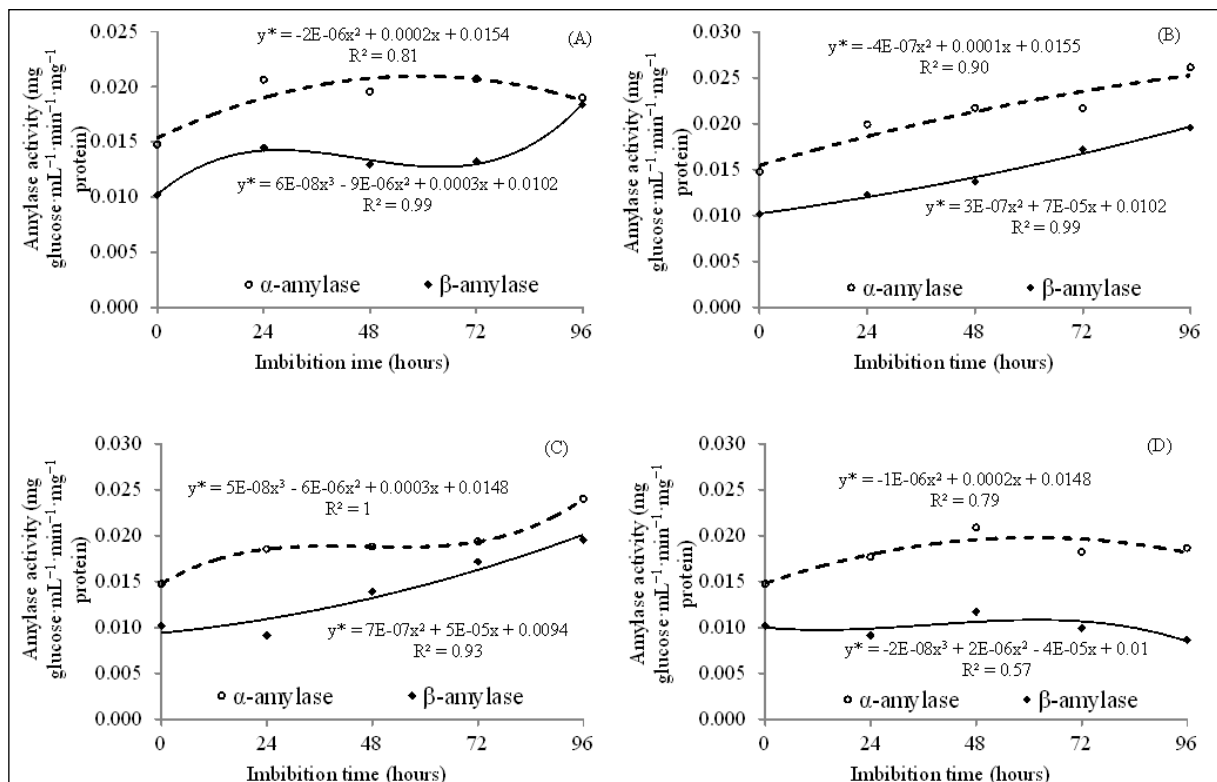 Amylase activity (mg
glucose·mL⁻¹·min⁻¹·mg⁻¹
protein)
0.025
0.020
0.015
0.010
0.005
0.000
y* = -2E-06x² + 0.0002x + 0.0154
R² = 0.81
(A)
y* = 6E-08x³ - 9E-06x² + 0.0003x + 0.0102
R² = 0.99
α-amylase
β-amylase
0 24 48 72 96
Imbibition ime (hours)
Amylase activity (mg
glucose·mL⁻¹·min⁻¹·mg⁻¹
protein)
0.030
0.025
0.020
0.015
0.010
0.005
0.000
y* = -4E-07x² + 0.0001x + 0.0155
R² = 0.90
(B)
y* = 3E-07x² + 7E-05x + 0.0102
R² = 0.99
α-amylase
β-amylase
0 24 48 72 96
Imbibition time (hours)
Amylase activity (mg
glucose·mL⁻¹·min⁻¹·mg⁻¹
protein)
0.030
0.025
0.020
0.015
0.010
0.005
0.000
(C)
y* = 5E-08x³ - 6E-06x² + 0.0003x + 0.0148
R² = 1
y* = 7E-07x² + 5E-05x + 0.0094
R² = 0.93
α-amylase
β-amylase
0 24 48 72 96
Imbibition time (hours)
Amylase activity (mg
glucose·mL⁻¹·min⁻¹·mg⁻¹
protein)
0.030
0.025
0.020
0.015
0.010
0.005
0.000
(D)
y* = -1E-06x² + 0.0002x + 0.0148
R² = 0.79
y* = -2E-08x³ + 2E-06x² - 4E-05x + 0.01
R² = 0.57
α-amylase
β-amylase
0 24 48 72 96
Imbibition time (hours)